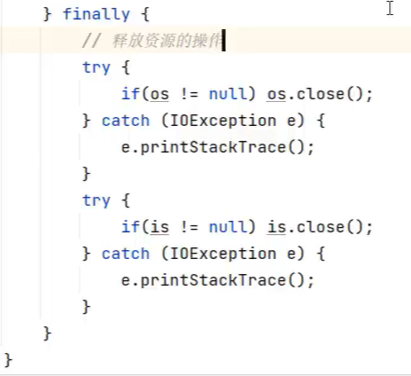 } finally {
// 释放资源的操作
try {
if(os != null) os.close();
} catch (IOException e) {
e.printStackTrace();
}
try {
if(is != null) is.close();
} catch (IOException e) {
e.printStackTrace();
}
}
}